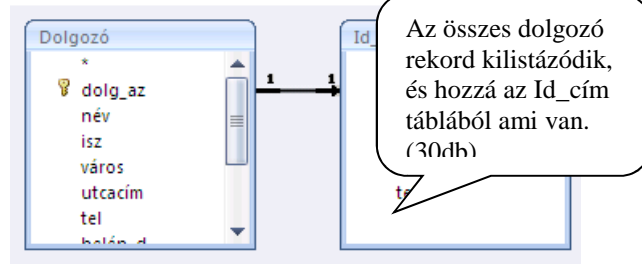 Dolgozó
*
dolg_az
név
isz
város
utcacím
tel
1
1
Id_
Az összes dolgozó
rekord kilistázódik,
és hozzá az Id_cím
táblából ami van.
(30db)